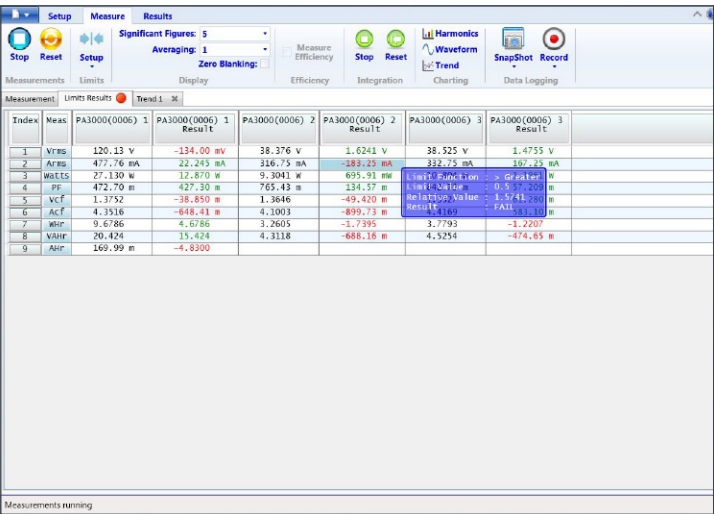 Setup Measure Results
Stop Reset Setup Significant Figures: 5 Measure Efficiency Stop Reset Harmonics SnapShot Record
Averaging: 1 Waveform
Zero Blanking: Trend
Measurements Limits Display Efficiency Integration Charting Data Logging
Measurement Limits Results Trend 1
Index Meas PA3000(0006) 1 PA3000(0006) 1 Result PA3000(0006) 2 PA3000(0006) 2 Result PA3000(0006) 3 PA3000(0006) 3 Result
1 Vrms 120.13 V -134.00 mV 38.376 V 1.6241 V 38.525 V 1.4755 V
2 Arms 477.76 mA 22.245 mA 316.75 mA -183.25 mA 332.75 mA 167.25 mA
3 Watts 27.130 W 12.870 W 9.3041 W 695.91 mW W
4 PF 472.70 m 427.30 m 765.43 m 134.57 m m
5 Vcf 1.3752 -38.850 m 1.3646 -49.420 m m
6 Acf 4.3516 -648.41 m 4.1003 -899.73 m 4.4169 583.10 m
7 WHr 9.6786 4.6786 3.2605 -1.7395 3.7793 -1.2207
8 VAHr 20.424 15.424 4.3118 -688.16 m 4.5254 -474.65 m
9 AHr 169.99 m -4.8300
Limit Function : > Greater
Limit Value : 0.5
Relative Value : 1.5741
Result : FAIL
Measurements running